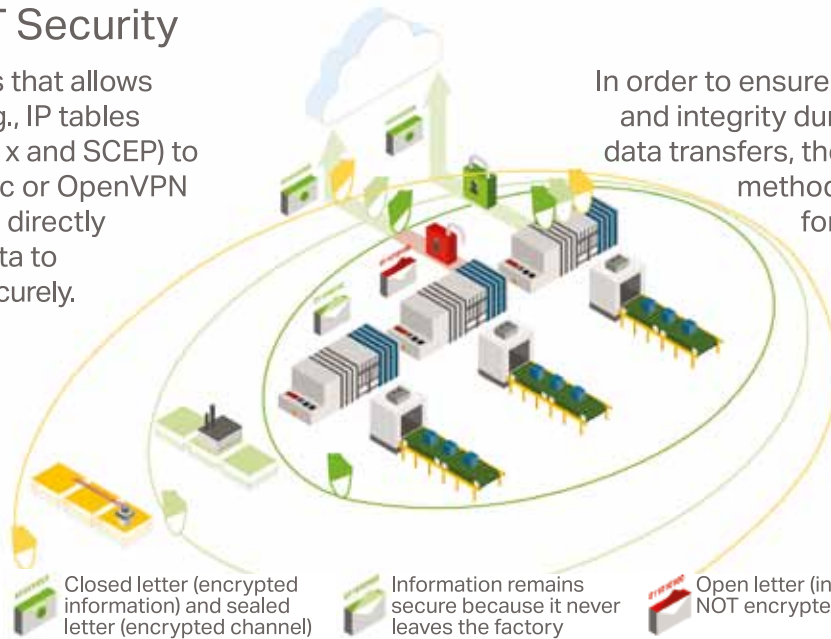 T Security
s that allows
g., IP tables
x and SCEP) to
c or OpenVPN
directly
ta to
curely.
In order to ensure
and integrity dur
data transfers, the
method
for
Closed letter (encrypted
information) and sealed
letter (encrypted channel)
Information remains
secure because it never
leaves the factory
Open letter (in
NOT encrypte